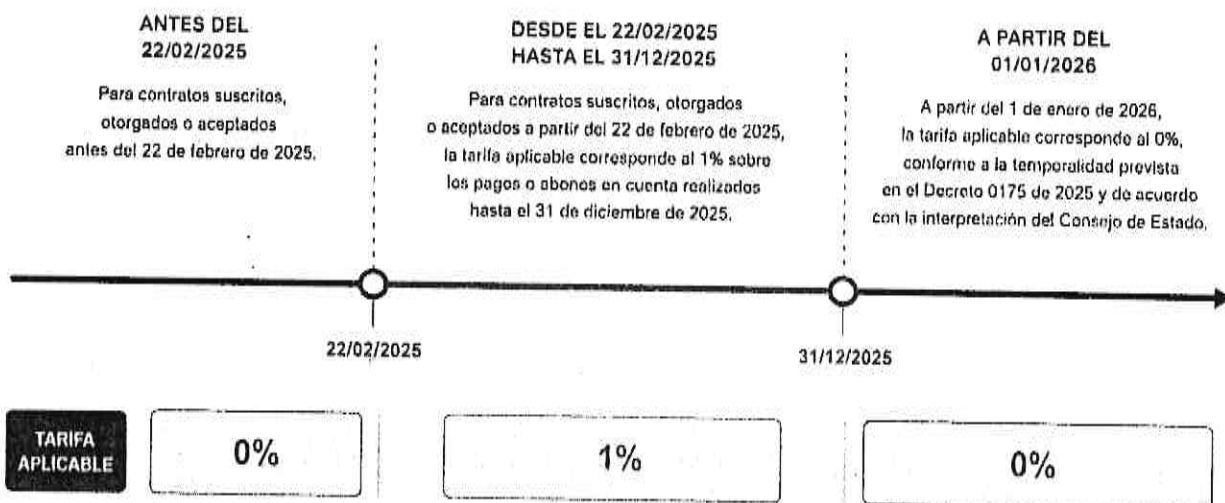 ANTES DEL
22/02/2025
Para contratos suscritos,
otorgados o aceptados
antes del 22 de febrero de 2025.
DESDE EL 22/02/2025
HASTA EL 31/12/2025
Para contratos suscritos, otorgados
o aceptados a partir del 22 de febrero de 2025,
la tarifa aplicable corresponde al 1% sobre
los pagos o abonos en cuenta realizados
hasta el 31 de diciembre de 2025.
A PARTIR DEL
01/01/2026
A partir del 1 de enero de 2026,
la tarifa aplicable corresponde al 0%,
conforme a la temporalidad prevista
en el Decreto 0175 de 2025 y de acuerdo
con la interpretación del Consejo de Estado.
22/02/2025
31/12/2025
TARIFA
APLICABLE
0%
1%
0%